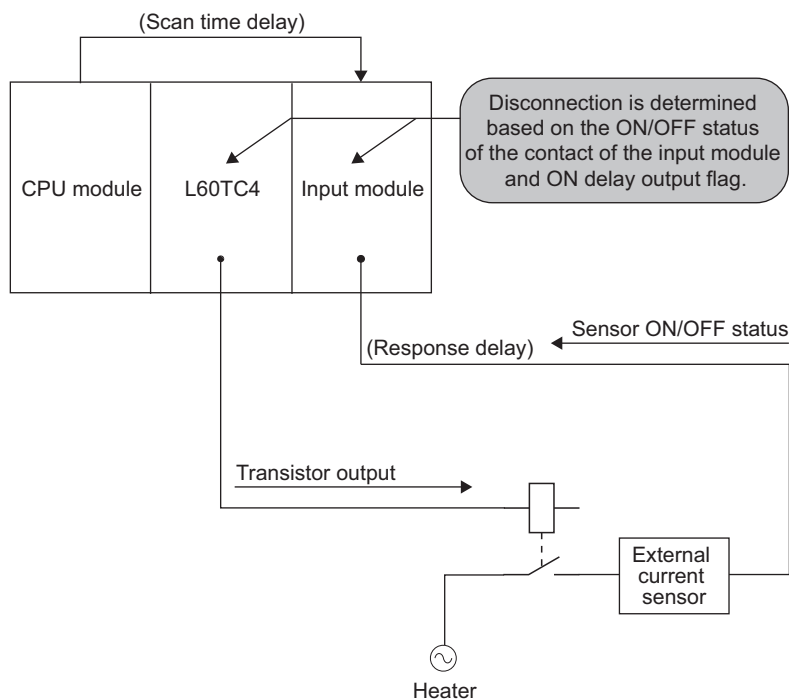 (Scan time delay)
CPU module
L60TC4
Input module
Disconnection is determined
based on the ON/OFF status
of the contact of the input module
and ON delay output flag.
Sensor ON/OFF status
(Response delay)
Transistor output
External
current
sensor
Heater